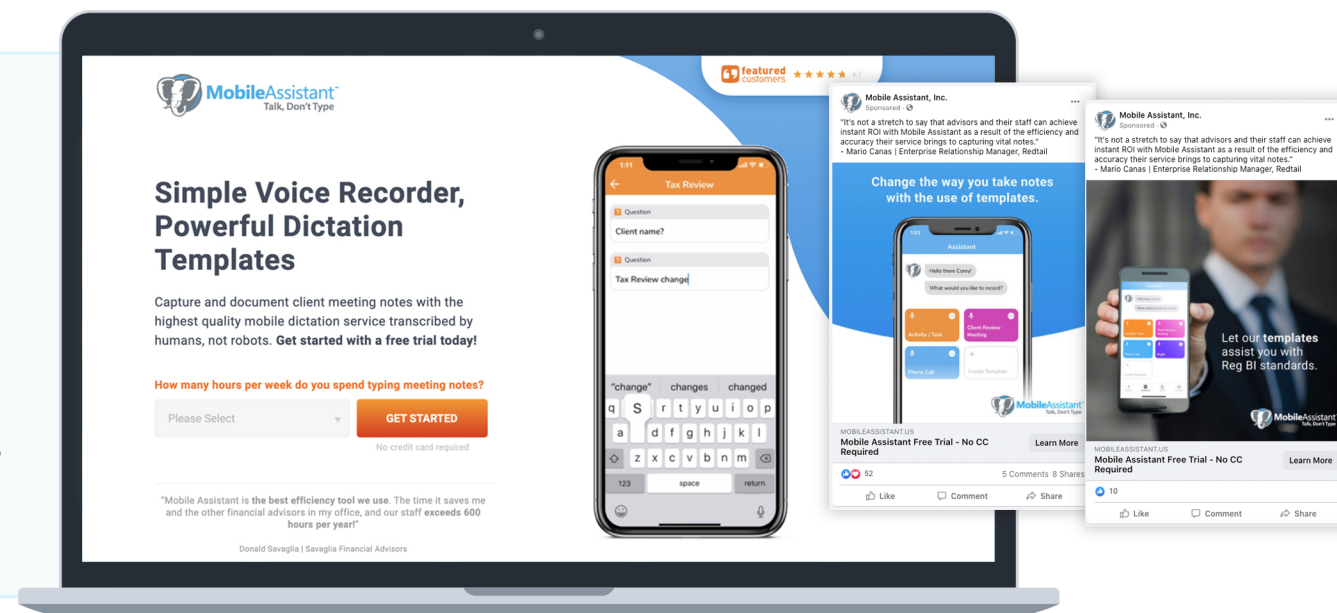 MobileAssistant™
Talk, Don't Type
featured
customers
4.7
Simple Voice Recorder,
Powerful Dictation
Templates
Capture and document client meeting notes with the
highest quality mobile dictation service transcribed by
humans, not robots. Get started with a free trial today!
How many hours per week do you spend typing meeting notes?
Please Select
GET STARTED
No credit card required
"Mobile Assistant is the best efficiency tool we use. The time it saves me
and the other financial advisors in my office, and our staff exceeds 600
hours per year!"
Donald Savaglia | Savaglia Financial Advisors
1:11
Tax Review
Question
Client name?
Question
Tax Review change
"change" changes changed
q S r t y u i o p
a d f g h j k l
z x c v b n m
123 space return
Mobile Assistant, Inc.
Sponsored ·
"It's not a stretch to say that advisors and their staff can achieve
instant ROI with Mobile Assistant as a result of the efficiency and
accuracy their service brings to capturing vital notes."
- Mario Canas | Enterprise Relationship Manager, Redtail
Change the way you take notes
with the use of templates.
Assistant
Hello there Corey!
What would you like to record?
Activity / Task
Client Review
Meeting
Phone Call
Create Template
MobileAssistant™
Talk, Don't Type
MOBILEASSISTANT.US
Mobile Assistant Free Trial - No CC
Required
Learn More
52
5 Comments 8 Shares
Like Comment Share
Mobile Assistant, Inc.
Sponsored ·
"It's not a stretch to say that advisors and their staff can achieve
instant ROI with Mobile Assistant as a result of the efficiency and
accuracy their service brings to capturing vital notes."
- Mario Canas | Enterprise Relationship Manager, Redtail
Let our templates
assist you with
Reg BI standards.
MobileAssistant™
Talk, Don't Type
MOBILEASSISTANT.US
Mobile Assistant Free Trial - No CC
Required
Learn More
10
Like Comment Share